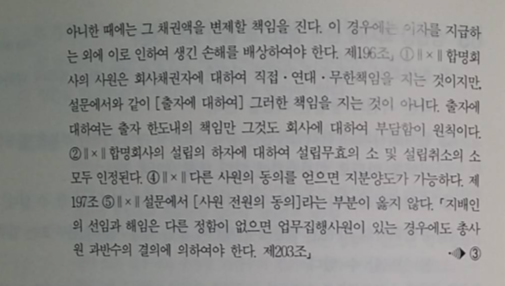 아니한 때에는 그 채권액을 변제할 책임을 진다. 이 경우에는 이자를 지급하
는 외에 이로 인하여 생긴 손해를 배상하여야 한다. 제196조」 ①∥×∥합명회
사의 사원은 회사채권자에 대하여 직접·연대·무한책임을 지는 것이지만,
설문에서와 같이 [출자에 대하여] 그러한 책임을 지는 것이 아니다. 출자에
대하여는 출자 한도내의 책임만 그것도 회사에 대하여 부담함이 원칙이다.
②∥×∥합명회사의 설립의 하자에 대하여 설립무효의 소 및 설립취소의 소
모두 인정된다. ④∥×∥다른 사원의 동의를 얻으면 지분양도가 가능하다. 제
197조 ⑤∥×∥설문에서 [사원 전원의 동의]라는 부분이 옳지 않다. 「지배인
의 선임과 해임은 다른 정함이 없으면 업무집행사원이 있는 경우에도 총사
원 과반수의 결의에 의하여야 한다. 제203조」 ③